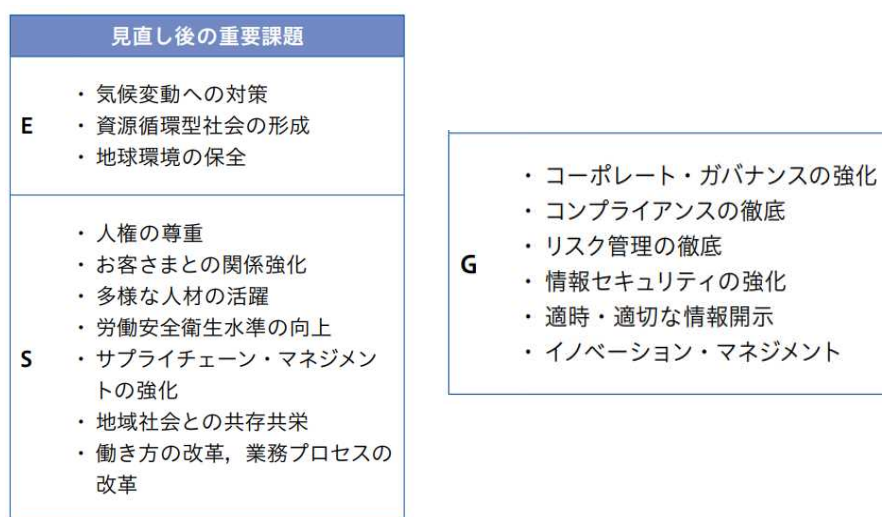 見直し後の重要課題
E
・ 気候変動への対策
・ 資源循環型社会の形成
・ 地球環境の保全
S
・ 人権の尊重
・ お客さまとの関係強化
・ 多様な人材の活躍
・ 労働安全衛生水準の向上
・ サプライチェーン・マネジメン
トの強化
・ 地域社会との共存共栄
・ 働き方の改革，業務プロセスの
改革
G
・ コーポレート・ガバナンスの強化
・ コンプライアンスの徹底
・ リスク管理の徹底
・ 情報セキュリティの強化
・ 適時・適切な情報開示
・ イノベーション・マネジメント